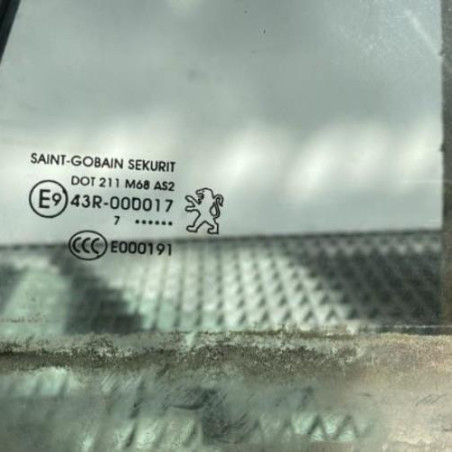 SAINT-GOBAIN SEKURIT
DOT 211 M68 AS2
E9 43R-000017
7 ••••••
CCC E000191